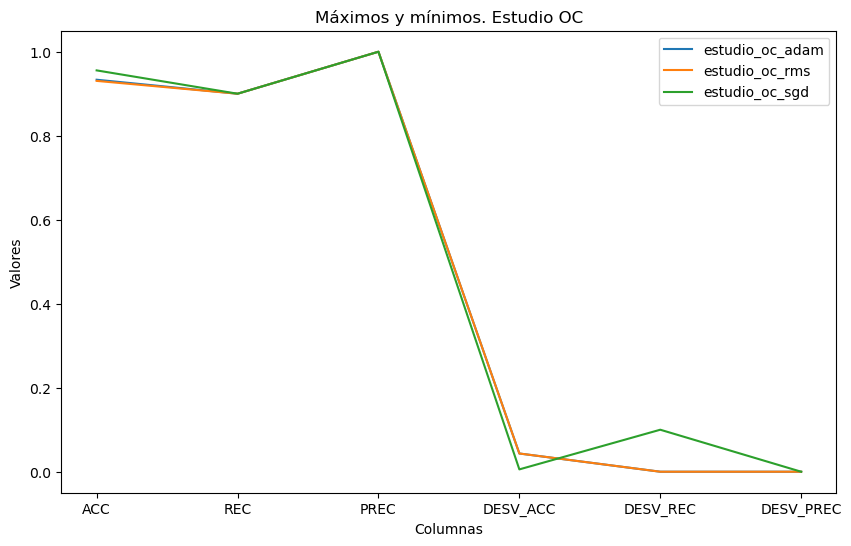 Máximos y mínimos. Estudio OC
estudio_oc_adam
estudio_oc_rms
estudio_oc_sgd
Valores
1.0
0.8
0.6
0.4
0.2
0.0
ACC REC PREC DESV_ACC DESV_REC DESV_PREC
Columnas